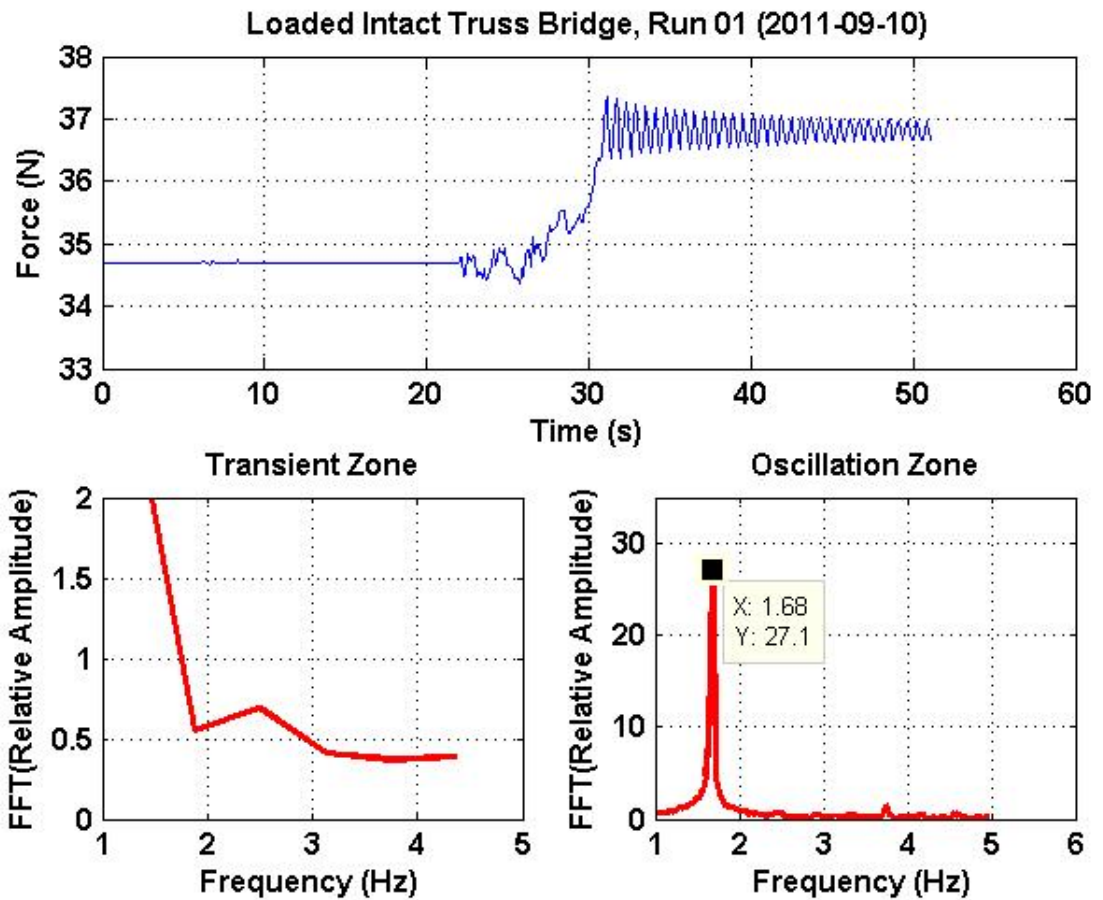 Loaded Intact Truss Bridge, Run 01 (2011-09-10)
38
37
36
35
34
33
Force (N)
0 10 20 30 40 50 60
Time (s)
Transient Zone
2
1.5
1
0.5
0
FFT(Relative Amplitude)
1 2 3 4 5
Frequency (Hz)
Oscillation Zone
30
20
10
0
FFT(Relative Amplitude)
X: 1.68
Y: 27.1
1 2 3 4 5 6
Frequency (Hz)